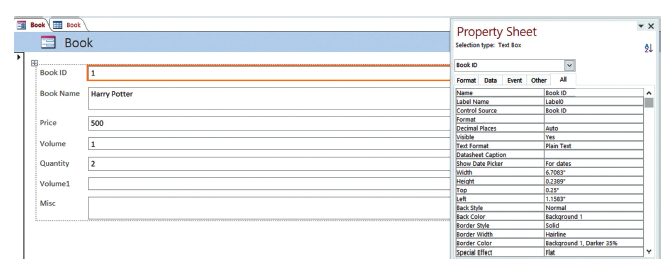 Book Book
Book
Book ID 1
Book Name Harry Potter
Price 500
Volume 1
Quantity 2
Volume1
Misc
Property Sheet
Selection type: Text Box
Book ID
Format Data Event Other All
Name Book ID
Label Name Label0
Control Source Book ID
Format
Decimal Places Auto
Visible Yes
Text Format Plain Text
Datasheet Caption
Show Date Picker For dates
Width 6.7083"
Height 0.2389"
Top 0.25"
Left 1.1583"
Back Style Normal
Back Color Background 1
Border Style Solid
Border Width Hairline
Border Color Background 1, Darker 35%
Special Effect Flat